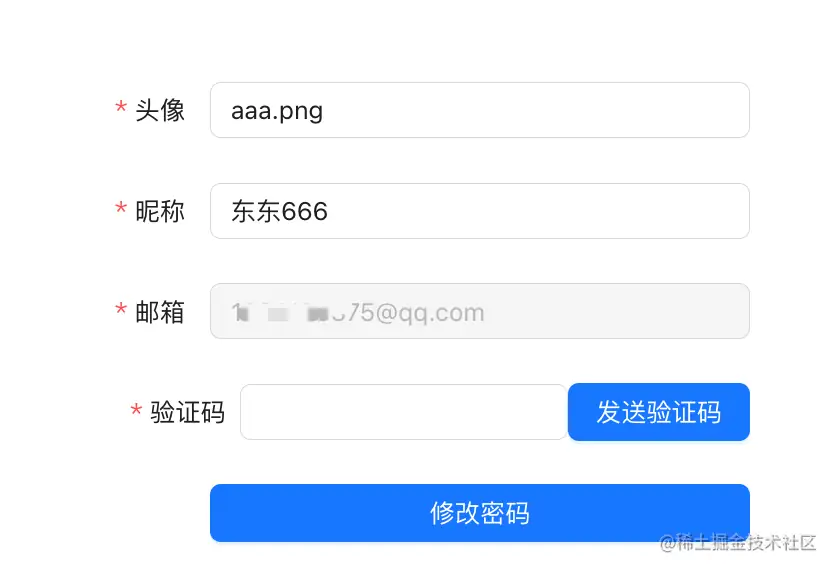 * 头像 aaa.png
* 昵称 东东666
* 邮箱 75@qq.com
* 验证码 发送验证码
修改密码
@稀土掘金技术社区